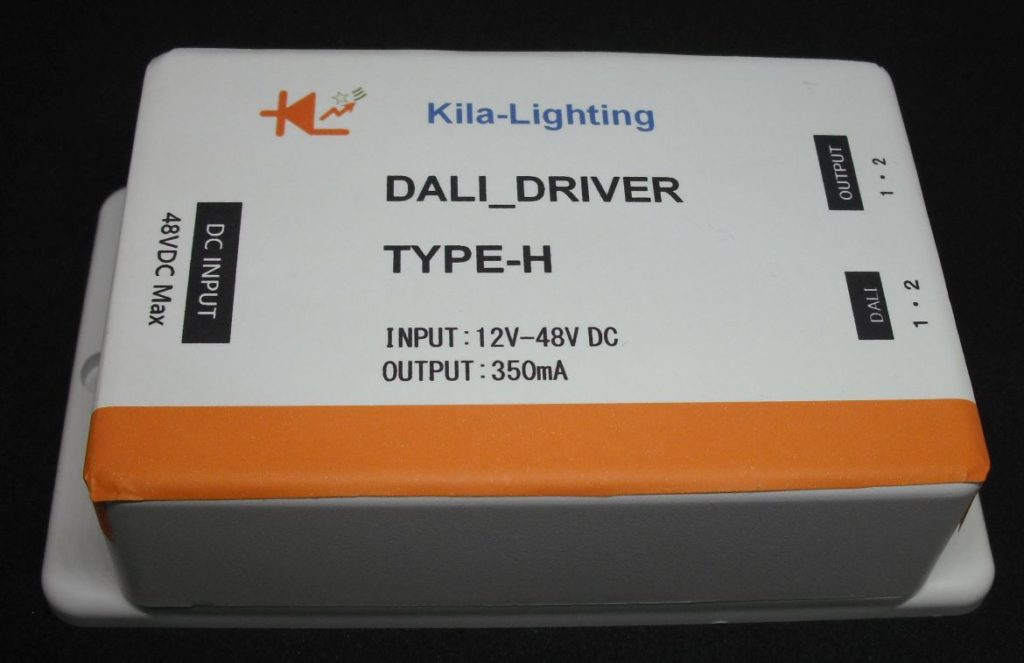 Kila-Lighting
DALI_DRIVER
TYPE-H
INPUT:12V-48V DC
OUTPUT:350mA
DC INPUT
48VDC Max
OUTPUT
1・2
DALI
1・2